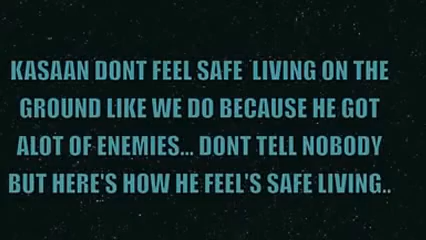 KASAAN DONT FEEL SAFE LIVING ON THE
GROUND LIKE WE DO BECAUSE HE GOT
ALOT OF ENEMIES... DONT TELL NOBODY
BUT HERE'S HOW HE FEEL'S SAFE LIVING..